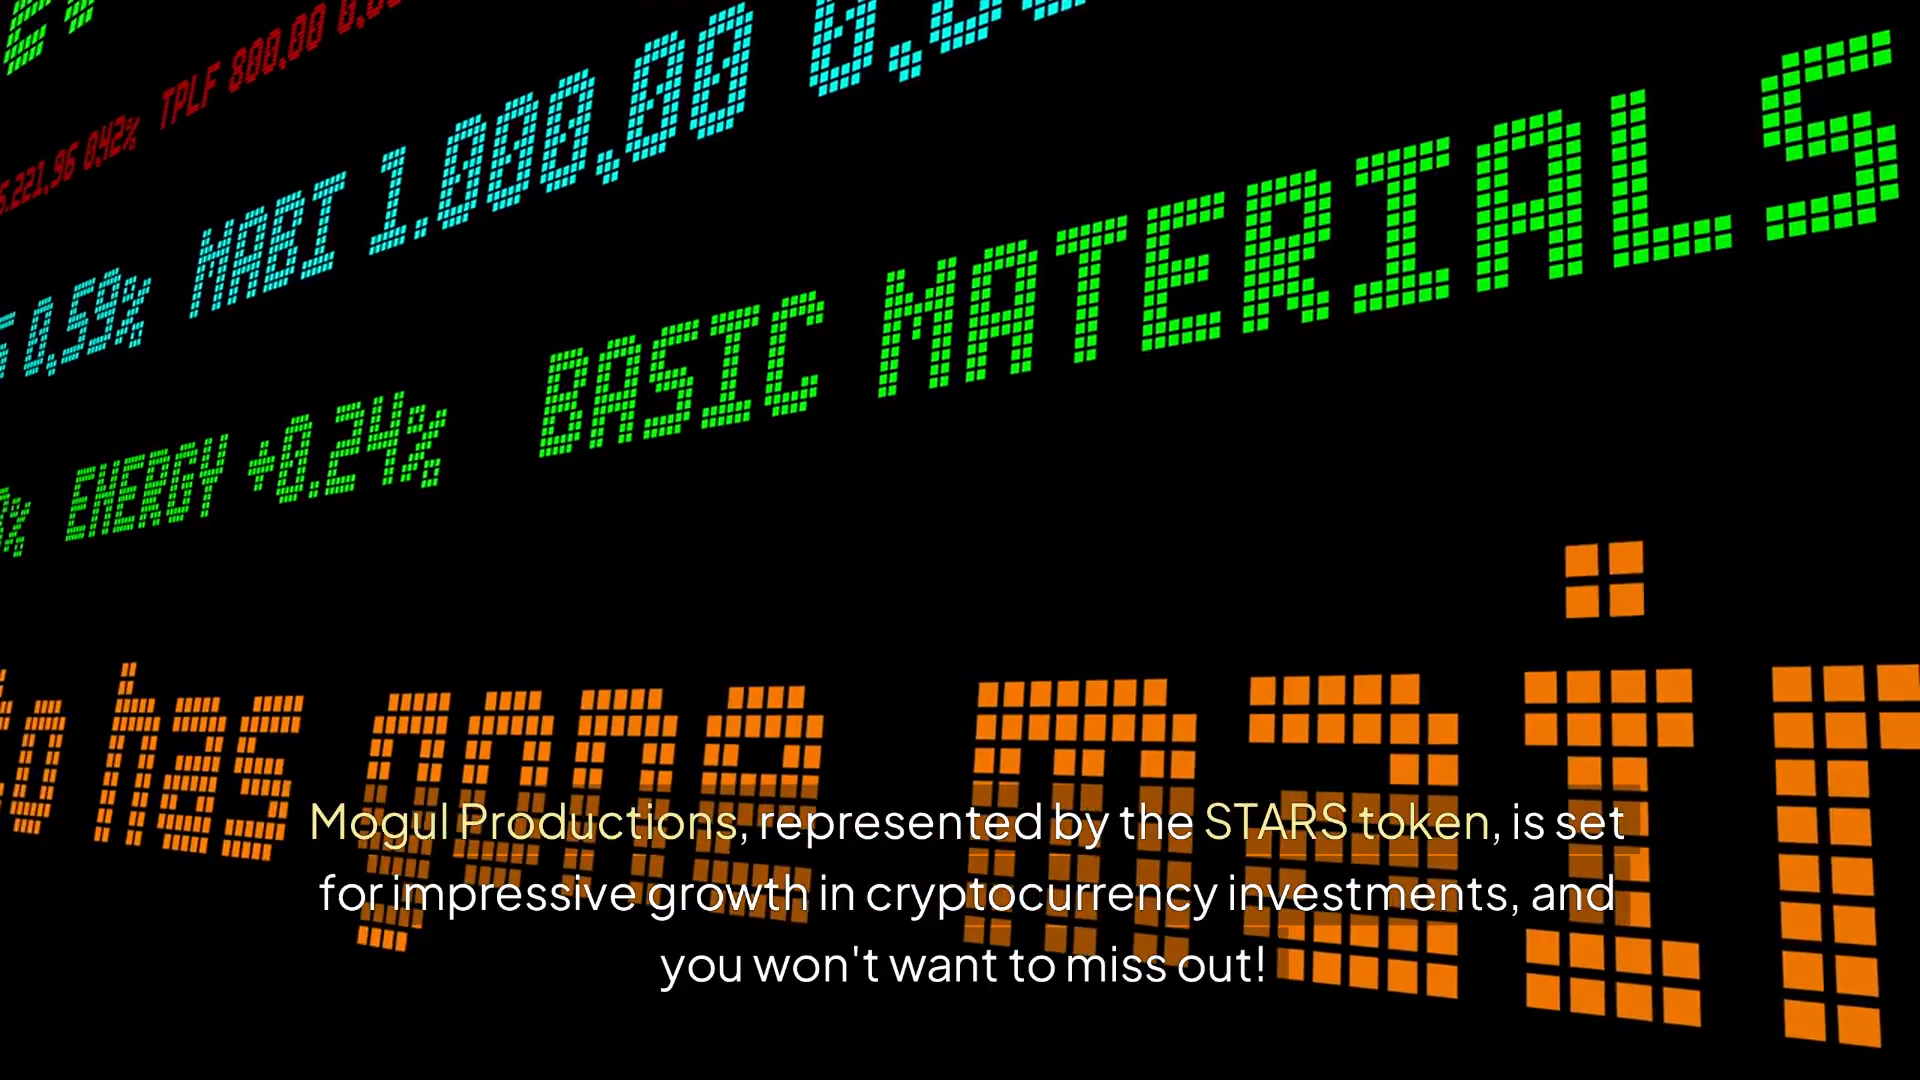 TPLF 800,00
5.221,96 0,42%
MABI 1.000,00
0,59%
BASIC MATERIALS
ENERGY +0.24%
has gone
Mogul Productions, represented by the STARS token, is set
for impressive growth in cryptocurrency investments, and
you won't want to miss out!